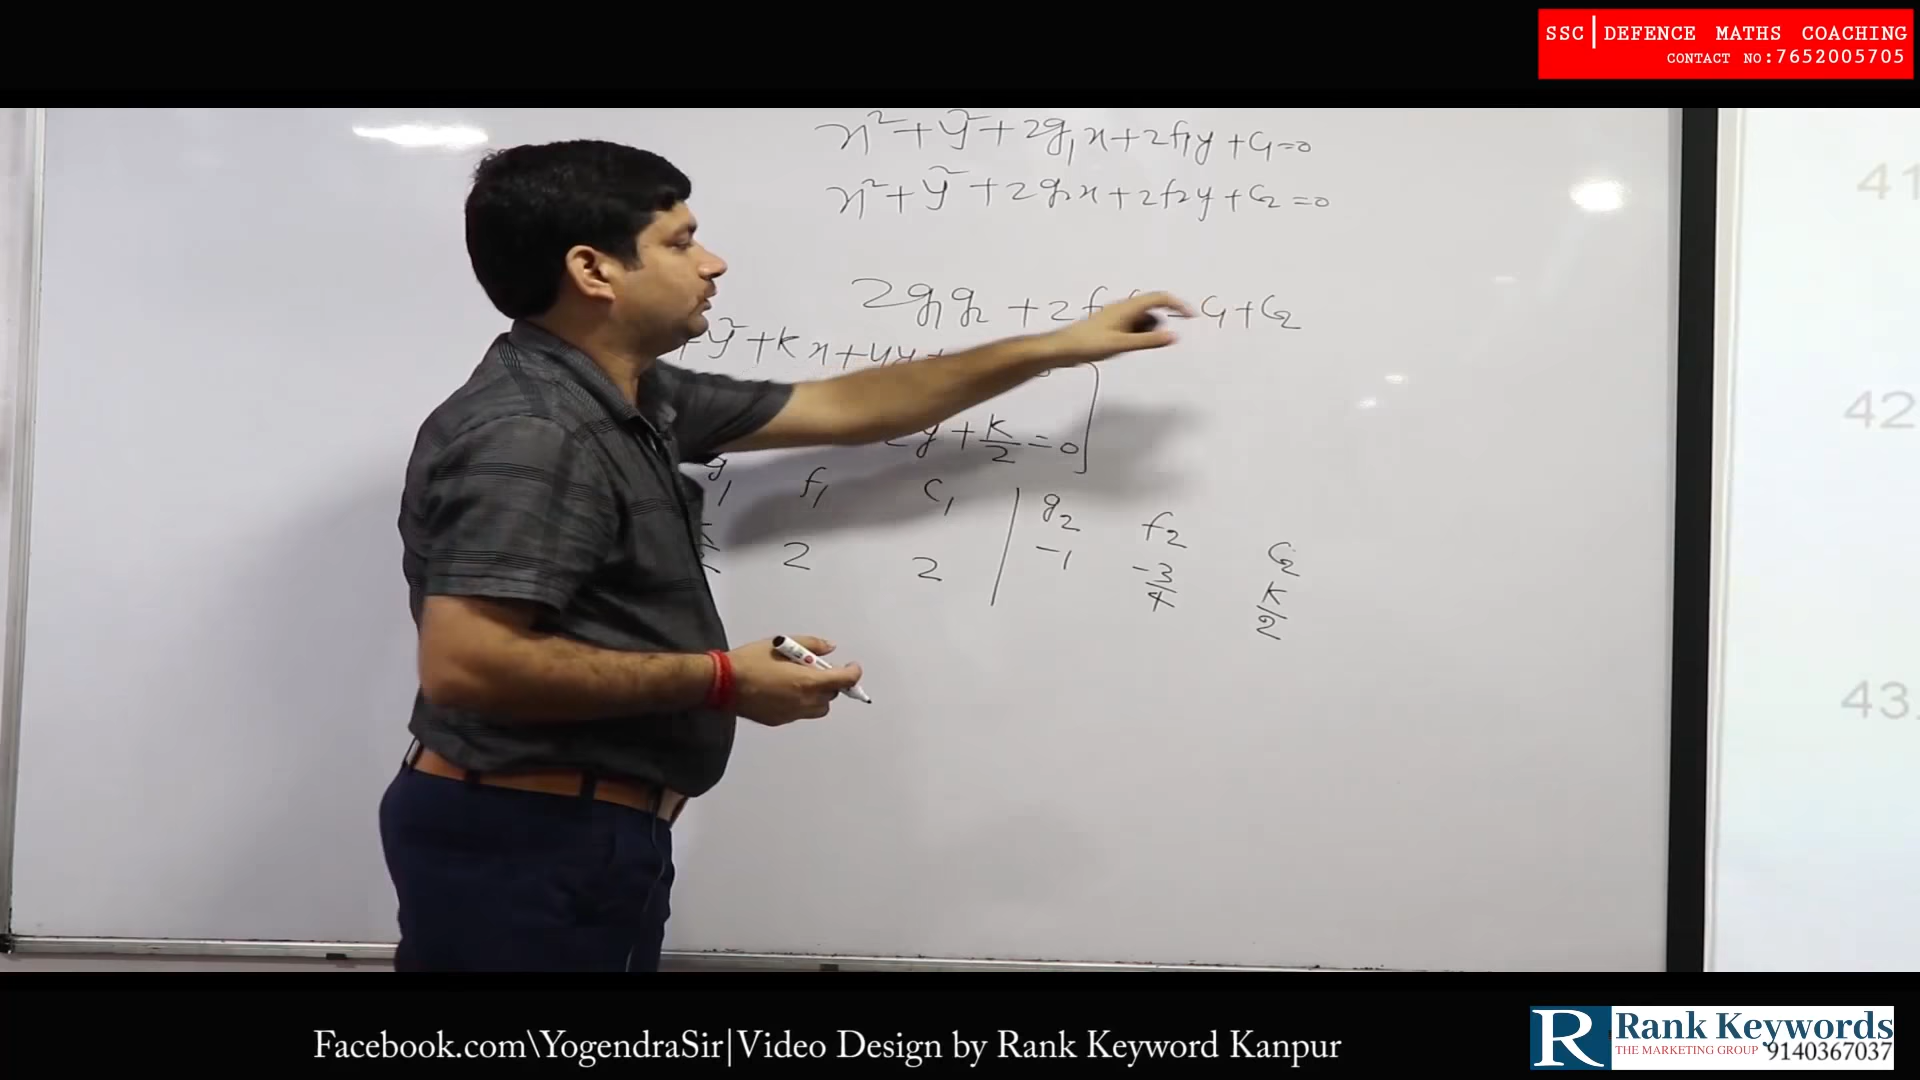 SSC|DEFENCE MATHS COACHING
CONTACT NO:7652005705
x²+y²+2g₁x+2f₁y+c₁=0
x²+y²+2g₂x+2f₂y+c₂=0
2g₁g₂+2f = c₁+c₂
+y²+kx+4y+
y+k/2=0]
g₁ f₁ c₁ | g₂ f₂ c₂
2 2 | -1 -3/4 k/2
41
42
43.
Facebook.com\YogendraSir|Video Design by Rank Keyword Kanpur
R Rank Keywords
THE MARKETING GROUP 9140367037